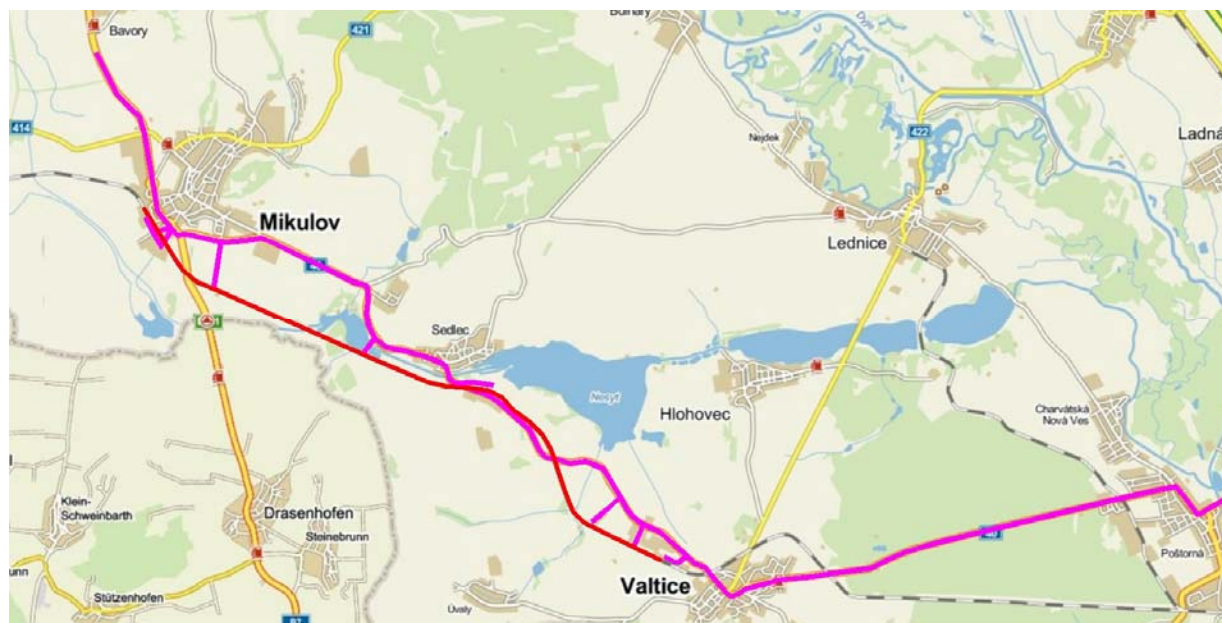 Bavory
421
414
422
Nejdek
Ladná
Mikulov
Lednice
Sedlec
Nesyt
Hlohovec
Charvátská
Nová Ves
Klein-
Schweinbarth
Drasenhofen
Steinebrunn
Poštorná
Valtice
Stützenhofen
Úvaly